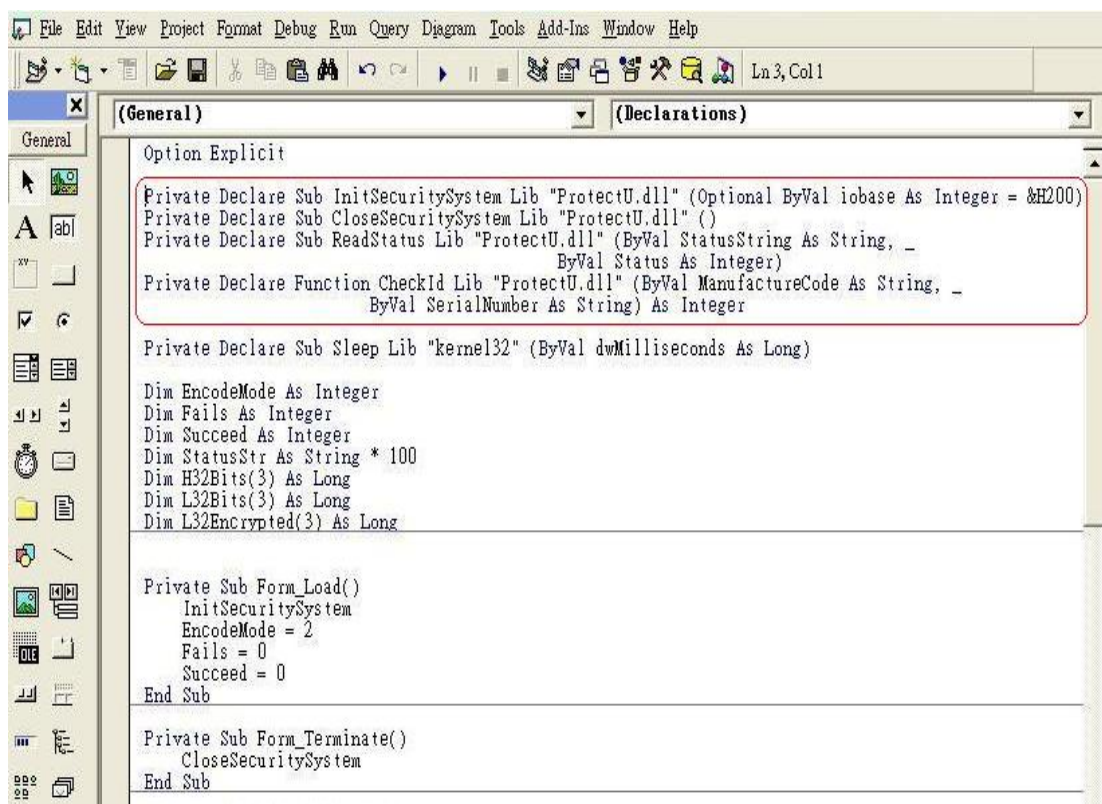 File Edit View Project Format Debug Run Query Diagram Tools Add-Ins Window Help
Ln 3, Col 1
(General) (Declarations)
General
Option Explicit
Private Declare Sub InitSecuritySystem Lib "ProtectU.dll" (Optional ByVal iobase As Integer = &H200)
Private Declare Sub CloseSecuritySystem Lib "ProtectU.dll" ()
Private Declare Sub ReadStatus Lib "ProtectU.dll" (ByVal StatusString As String, _
ByVal Status As Integer)
Private Declare Function CheckId Lib "ProtectU.dll" (ByVal ManufactureCode As String, _
ByVal SerialNumber As String) As Integer
Private Declare Sub Sleep Lib "kernel32" (ByVal dwMilliseconds As Long)
Dim EncodeMode As Integer
Dim Fails As Integer
Dim Succeed As Integer
Dim StatusStr As String * 100
Dim H32Bits(3) As Long
Dim L32Bits(3) As Long
Dim L32Encrypted(3) As Long
Private Sub Form_Load()
InitSecuritySystem
EncodeMode = 2
Fails = 0
Succeed = 0
End Sub
Private Sub Form_Terminate()
CloseSecuritySystem
End Sub
A abl
XY
OLE